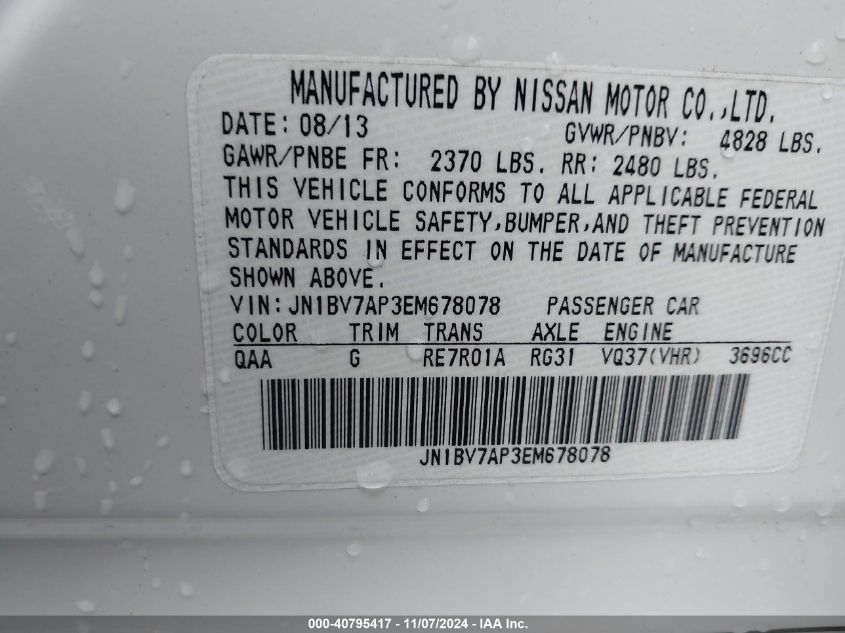 MANUFACTURED BY NISSAN MOTOR CO.,LTD.
DATE: 08/13 GVWR/PNBV: 4828 LBS.
GAWR/PNBE FR: 2370 LBS. RR: 2480 LBS.
THIS VEHICLE CONFORMS TO ALL APPLICABLE FEDERAL
MOTOR VEHICLE SAFETY,BUMPER,AND THEFT PREVENTION
STANDARDS IN EFFECT ON THE DATE OF MANUFACTURE
SHOWN ABOVE.
VIN: JN1BV7AP3EM678078 PASSENGER CAR
COLOR TRIM TRANS AXLE ENGINE
QAA G RE7R01A RG31 VQ37(VHR) 3696CC
JN1BV7AP3EM678078
000-40795417 - 11/07/2024 - IAA Inc.